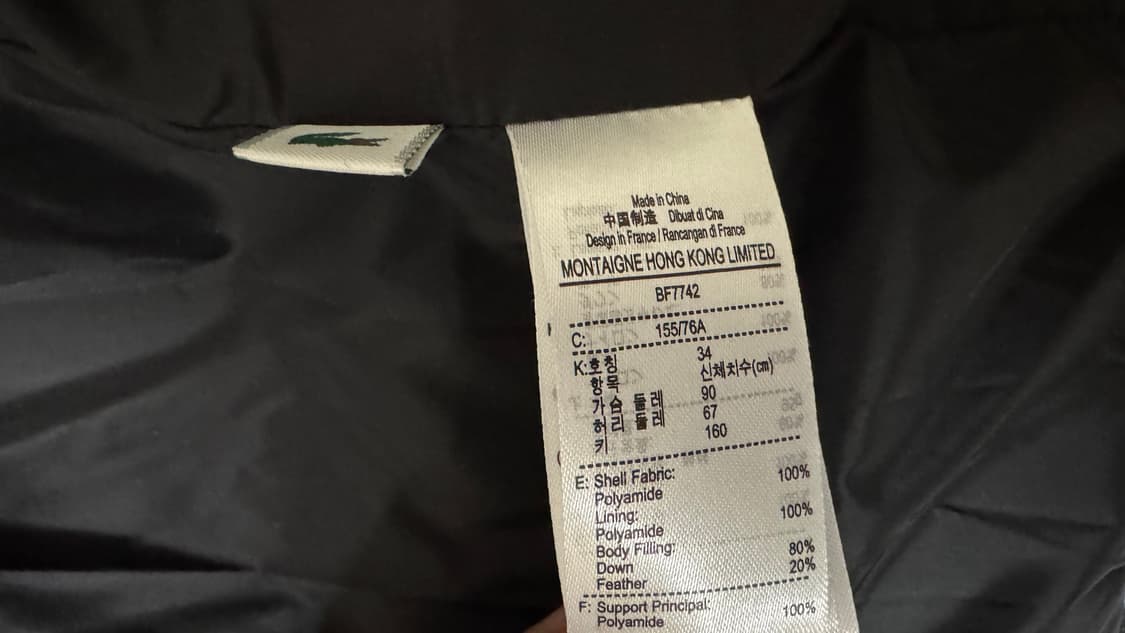 Made in China
中国制造 Dibuat di Cina
Design in France / Rancangan di France
MONTAIGNE HONG KONG LIMITED
BF7742
C: 155/76A
K:호칭 34
항목 신체치수(cm)
가슴 둘레 90
허리 둘레 67
키 160
E: Shell Fabric: 100%
Polyamide
Lining: 100%
Polyamide
Body Filling:
Down 80%
Feather 20%
F: Support Principal: 100%
Polyamide